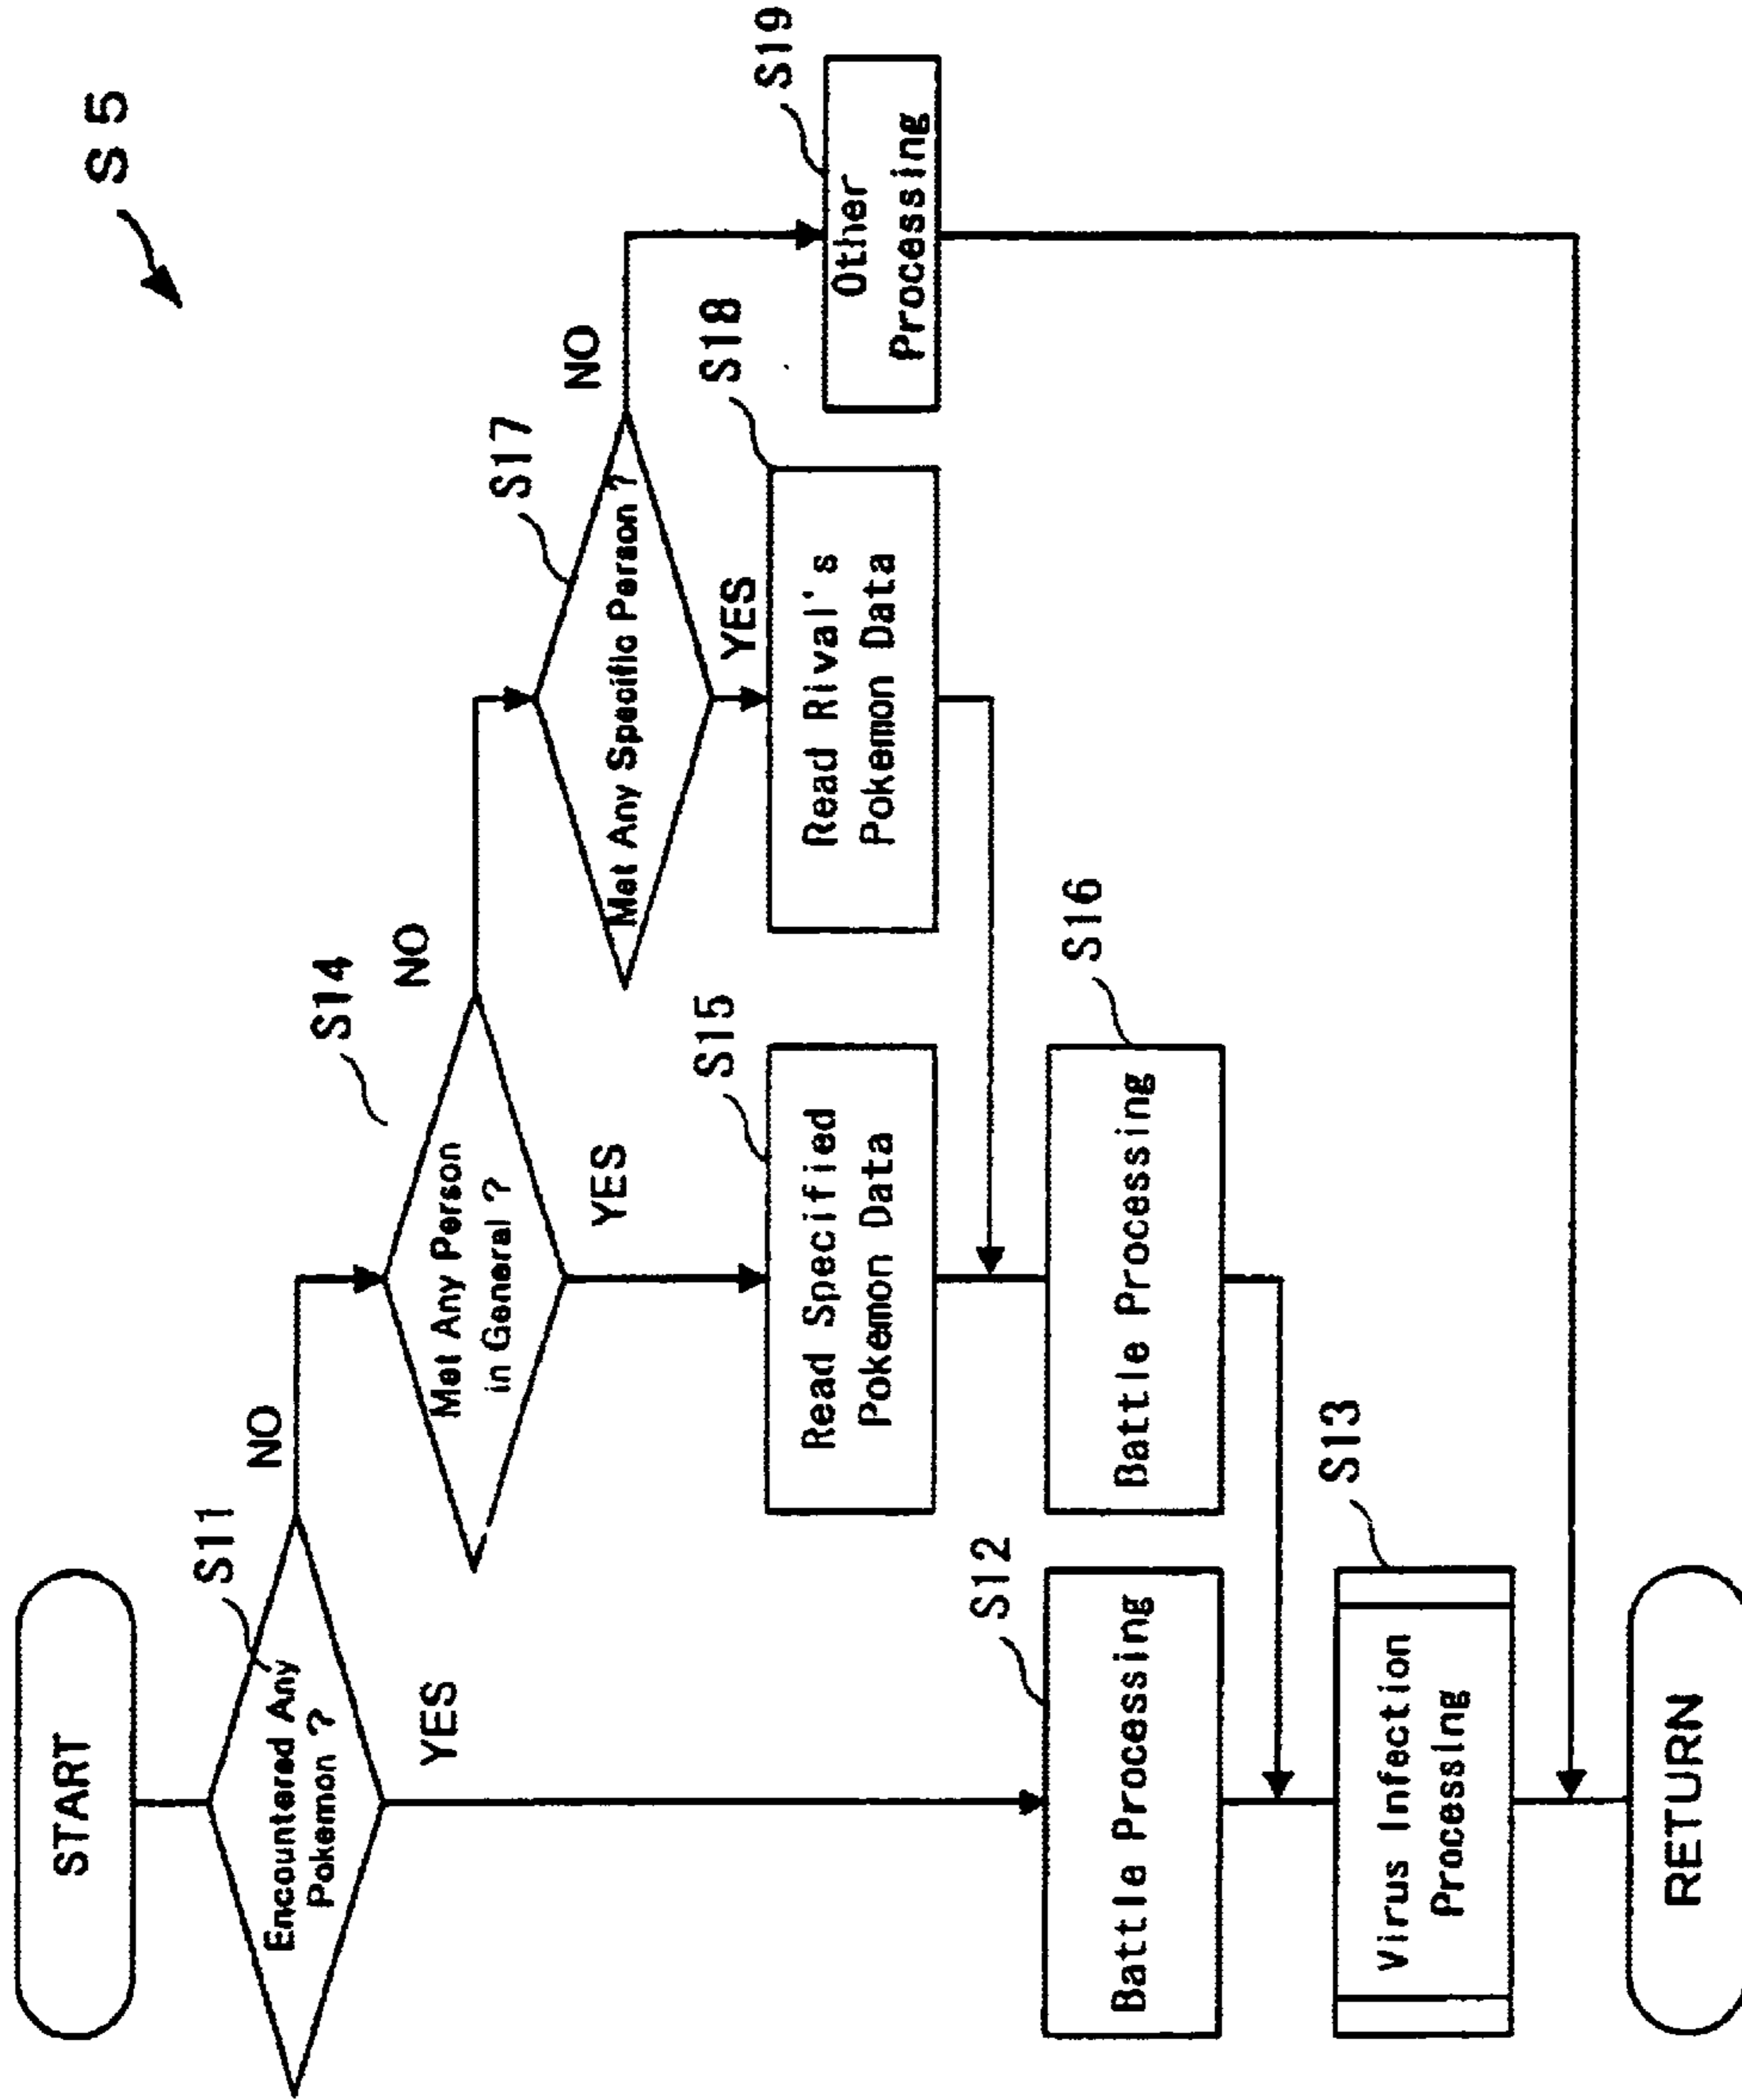 S5
START
S11
Encountered Any
Pokemon ?
NO
YES
S14
Met Any Person
in General ?
NO
YES
S17
Met Any Specific Person ?
NO
YES
S15
Read Specified
Pokemon Data
S18
Read Rival's
Pokemon Data
S19
Other
Processing
S12
Battle Processing
S16
Battle Processing
S13
Virus Infection
Processing
RETURN